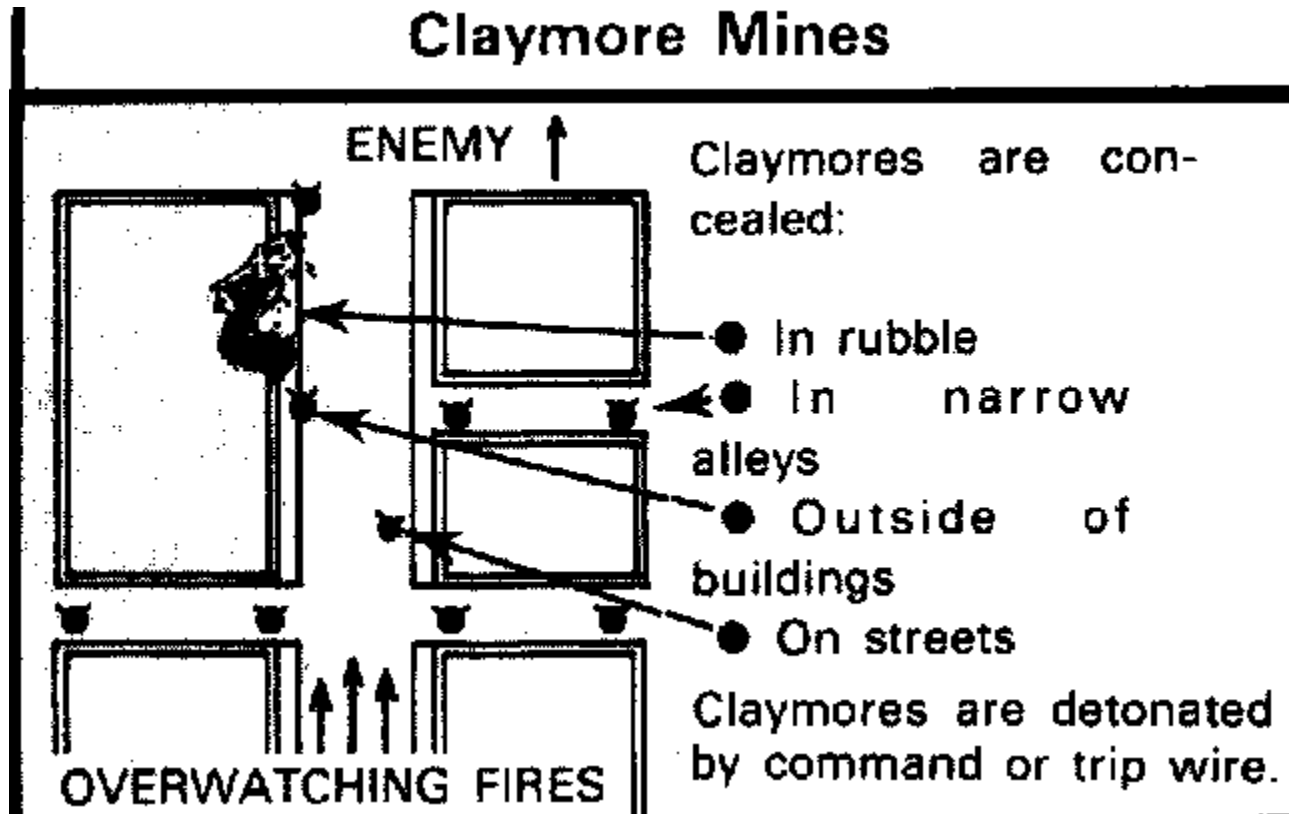 Claymore Mines
ENEMY
Claymores are con-
cealed:
● In rubble
● In narrow
alleys
● Outside of
buildings
● On streets
Claymores are detonated
by command or trip wire.
OVERWATCHING FIRES